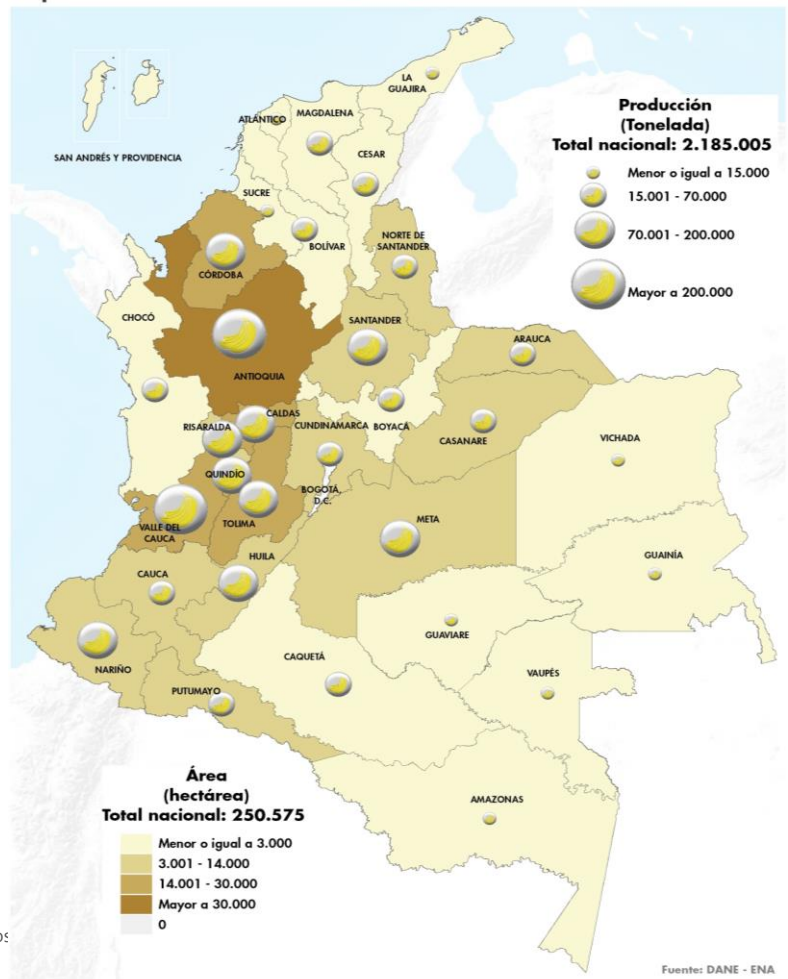 LA
GUAJIRA
ATLÁNTICO
MAGDALENA
CESAR
SAN ANDRÉS Y PROVIDENCIA
SUCRE
BOLÍVAR
NORTE DE
SANTANDER
CÓRDOBA
CHOCÓ
SANTANDER
ARAUCA
ANTIOQUIA
RISARALDA
CALDAS
CUNDINAMARCA
BOYACÁ
CASANARE
VICHADA
QUINDÍO
BOGOTÁ,
D.C.
VALLE DEL
CAUCA
TOLIMA
META
HUILA
CAUCA
GUAINÍA
GUAVIARE
NARIÑO
CAQUETÁ
VAUPÉS
PUTUMAYO
AMAZONAS
Producción
(Tonelada)
Total nacional: 2.185.005
Menor o igual a 15.000
15.001 - 70.000
70.001 - 200.000
Mayor a 200.000
Área
(hectárea)
Total nacional: 250.575
Menor o igual a 3.000
3.001 - 14.000
14.001 - 30.000
Mayor a 30.000
0
Fuente: DANE - ENA